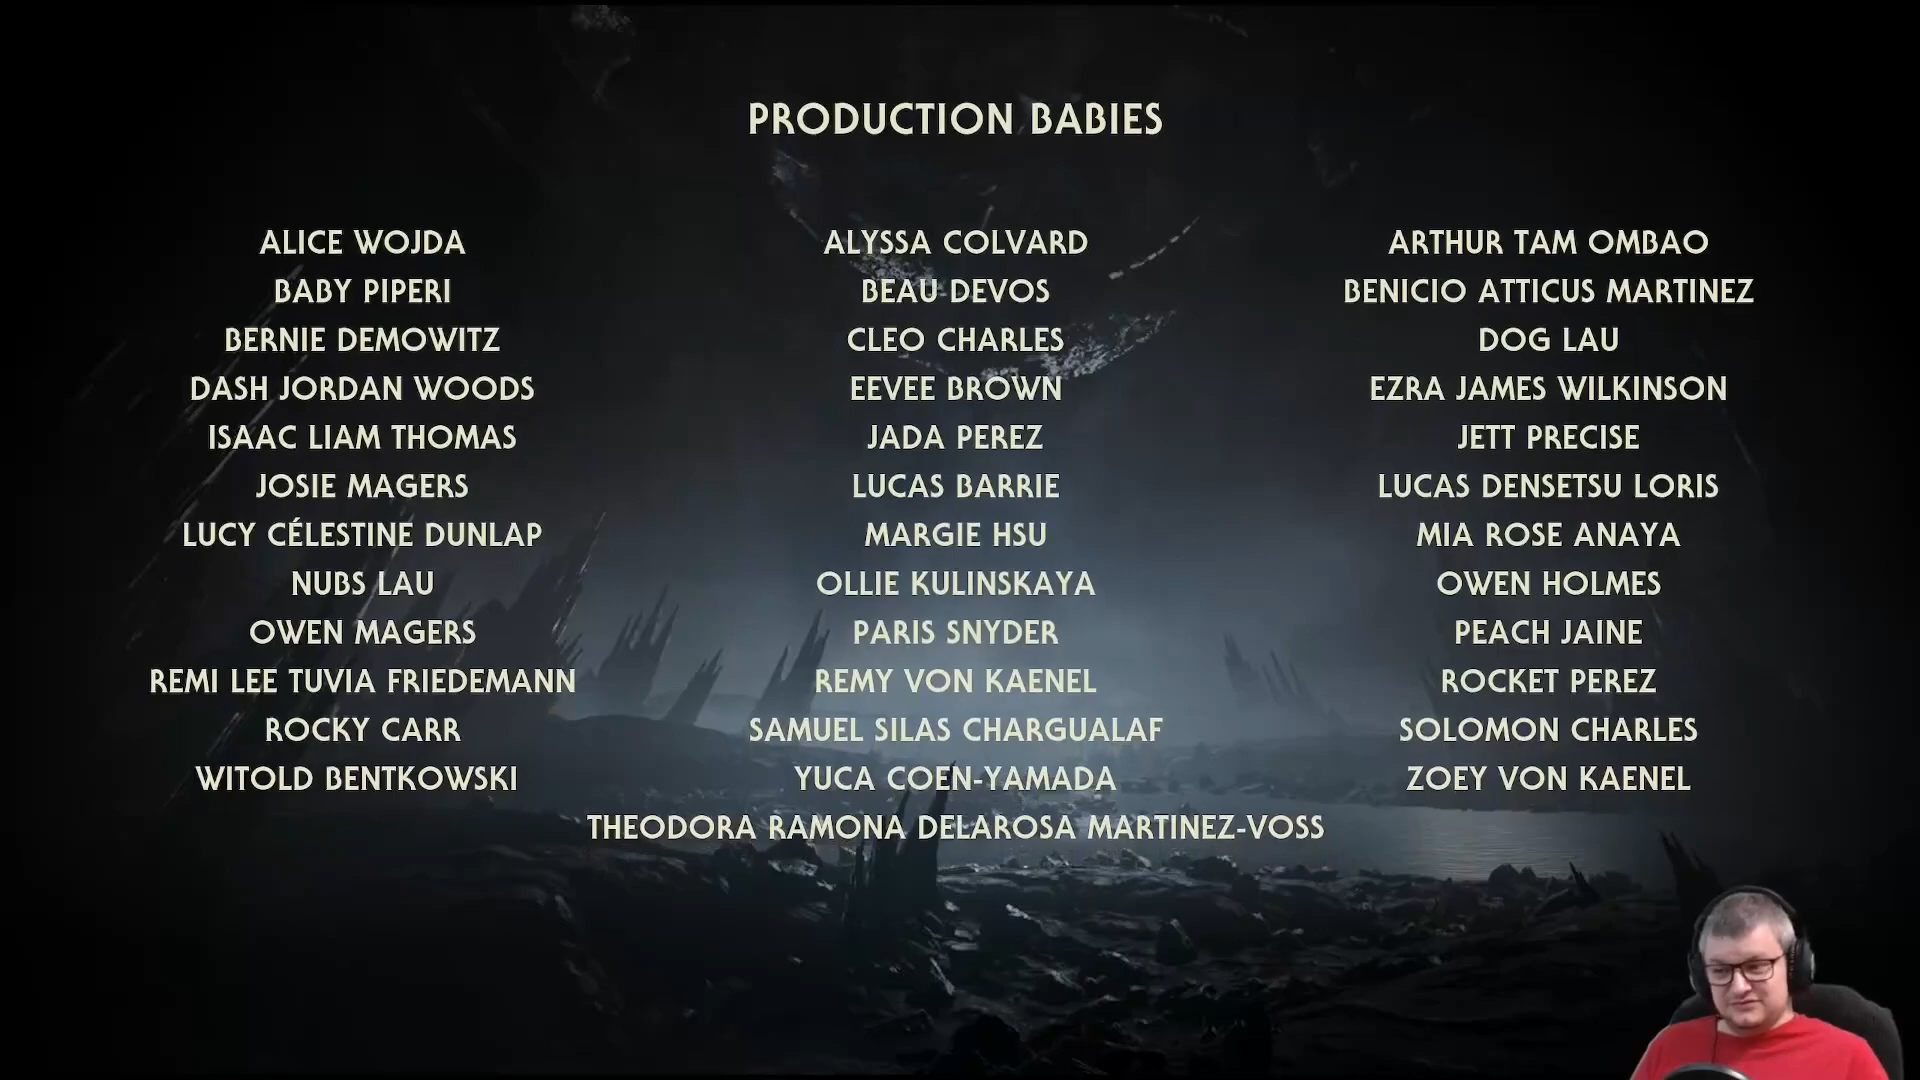 PRODUCTION BABIES
ALICE WOJDA ALYSSA COLVARD ARTHUR TAM OMBAO
BABY PIPERI BEAU DEVOS BENICIO ATTICUS MARTINEZ
BERNIE DEMOWITZ CLEO CHARLES DOG LAU
DASH JORDAN WOODS EEVEE BROWN EZRA JAMES WILKINSON
ISAAC LIAM THOMAS JADA PEREZ JETT PRECISE
JOSIE MAGERS LUCAS BARRIE LUCAS DENSETSU LORIS
LUCY CÉLESTINE DUNLAP MARGIE HSU MIA ROSE ANAYA
NUBS LAU OLLIE KULINSKAYA OWEN HOLMES
OWEN MAGERS PARIS SNYDER PEACH JAINE
REMI LEE TUVIA FRIEDEMANN REMY VON KAENEL ROCKET PEREZ
ROCKY CARR SAMUEL SILAS CHARGUALAF SOLOMON CHARLES
WITOLD BENTKOWSKI YUCA COEN-YAMADA ZOEY VON KAENEL
THEODORA RAMONA DELAROSA MARTINEZ-VOSS